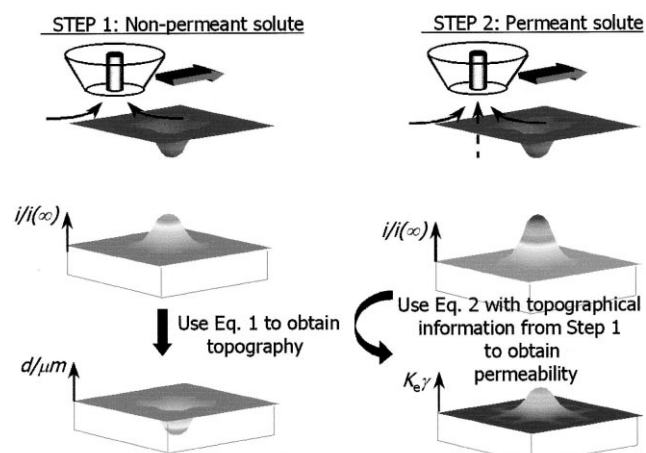 STEP 1: Non-permeant solute
STEP 2: Permeant solute
i/i(∞)
i/i(∞)
Use Eq. 1 to obtain
topography
Use Eq. 2 with topographical
information from Step 1
to obtain
permeability
d/μm
Keγ